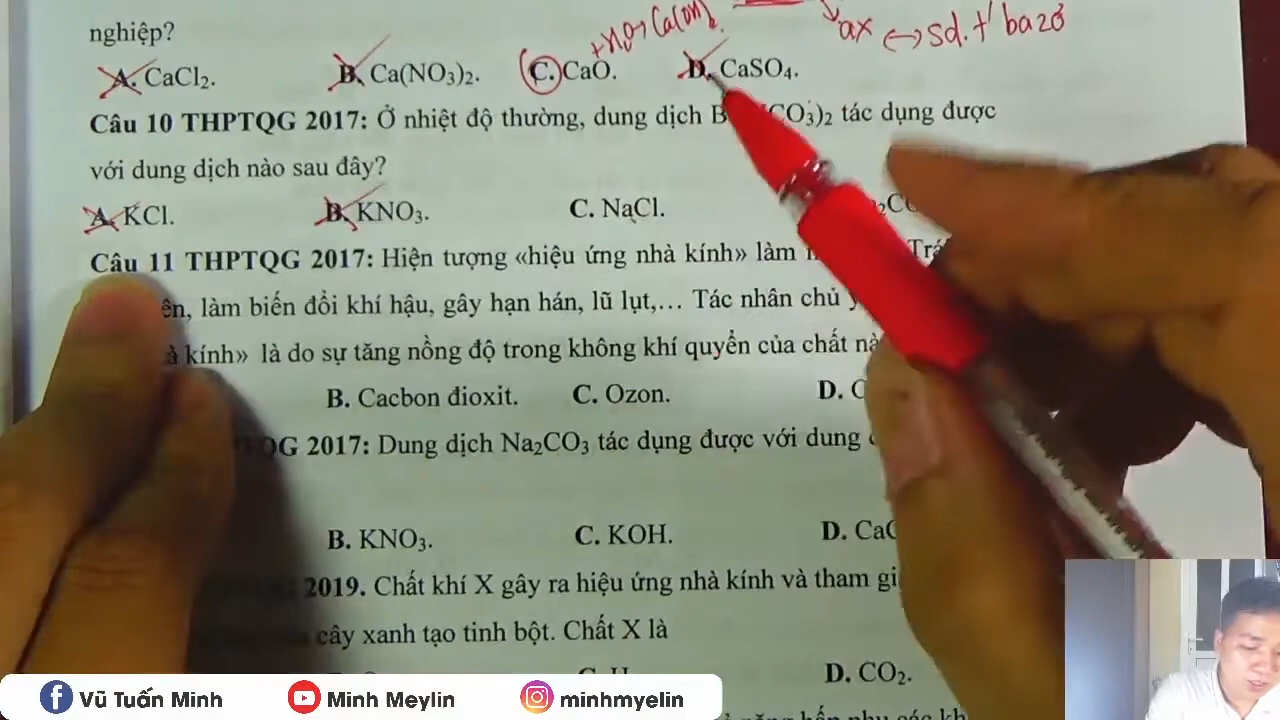 nghiệp?
+H₂O→ Ca(OH)₂
ax ↔ sd. + bazơ
A. CaCl₂. B. Ca(NO₃)₂. C. CaO. D. CaSO₄.
Câu 10 THPTQG 2017: Ở nhiệt độ thường, dung dịch CO₃)₂ tác dụng được
với dung dịch nào sau đây?
A. KCl. B. KNO₃. C. NaCl.
Câu 11 THPTQG 2017: Hiện tượng «hiệu ứng nhà kính» làm
làm biến đổi khí hậu, gây hạn hán, lũ lụt,… Tác nhân chủ
kính» là do sự tăng nồng độ trong không khí quyển của chất
B. Cacbon đioxit. C. Ozon. D.
2017: Dung dịch Na₂CO₃ tác dụng được với dung
B. KNO₃. C. KOH. D.
2019. Chất khí X gây ra hiệu ứng nhà kính và tham
cây xanh tạo tinh bột. Chất X là
D. CO₂.
Vũ Tuấn Minh Minh Meylin minhmyelin